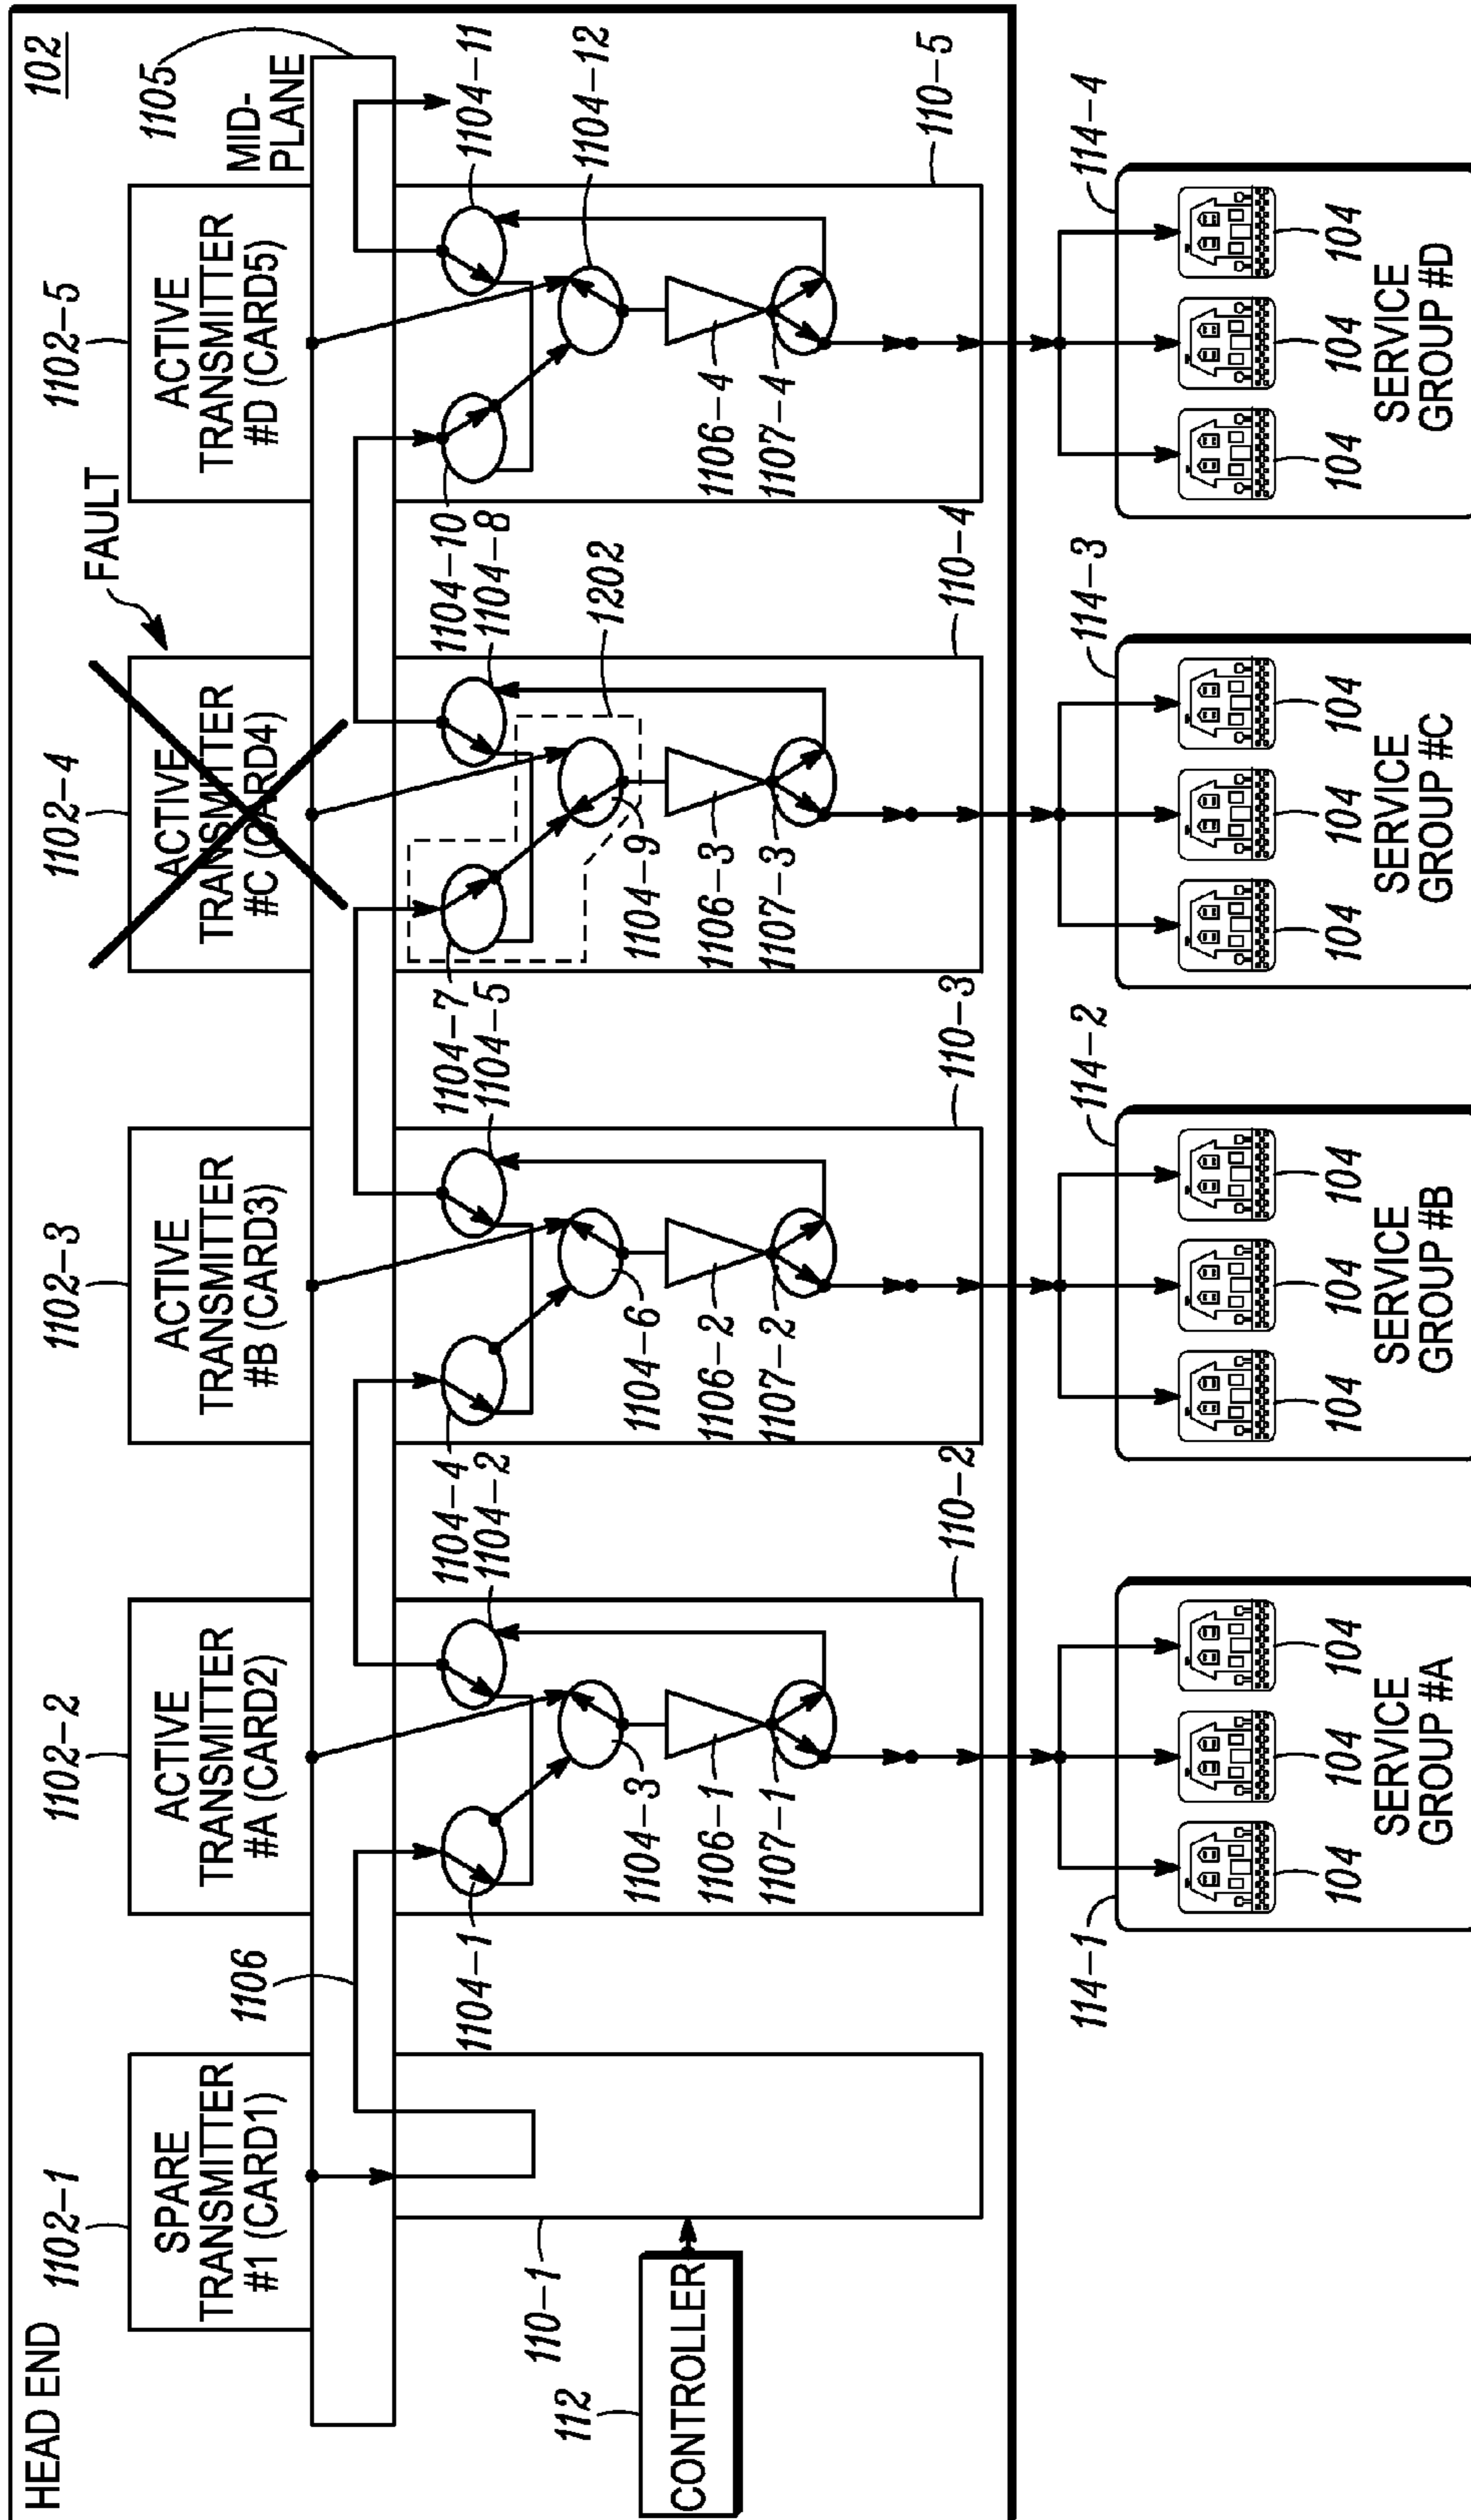 HEAD END
102
1102-1
SPARE
TRANSMITTER
#1 (CARD1)
1102-2
ACTIVE
TRANSMITTER
#A (CARD2)
1102-3
ACTIVE
TRANSMITTER
#B (CARD3)
1102-4
ACTIVE
TRANSMITTER
#C (CARD4)
FAULT
1102-5
ACTIVE
TRANSMITTER
#D (CARD5)
1105
MID-
PLANE
1106
1104-1
1104-4
1104-2
1104-7
1104-5
1104-10
1104-8
1104-11
1104-12
1202
1104-3
1104-6
1104-9
110-1
112
CONTROLLER
1106-1
1107-1
1106-2
1107-2
1106-3
1107-3
1106-4
1107-4
110-2
110-3
110-4
110-5
114-1
104
104
104
SERVICE
GROUP #A
114-2
104
104
104
SERVICE
GROUP #B
114-3
104
104
104
SERVICE
GROUP #C
114-4
104
104
104
SERVICE
GROUP #D